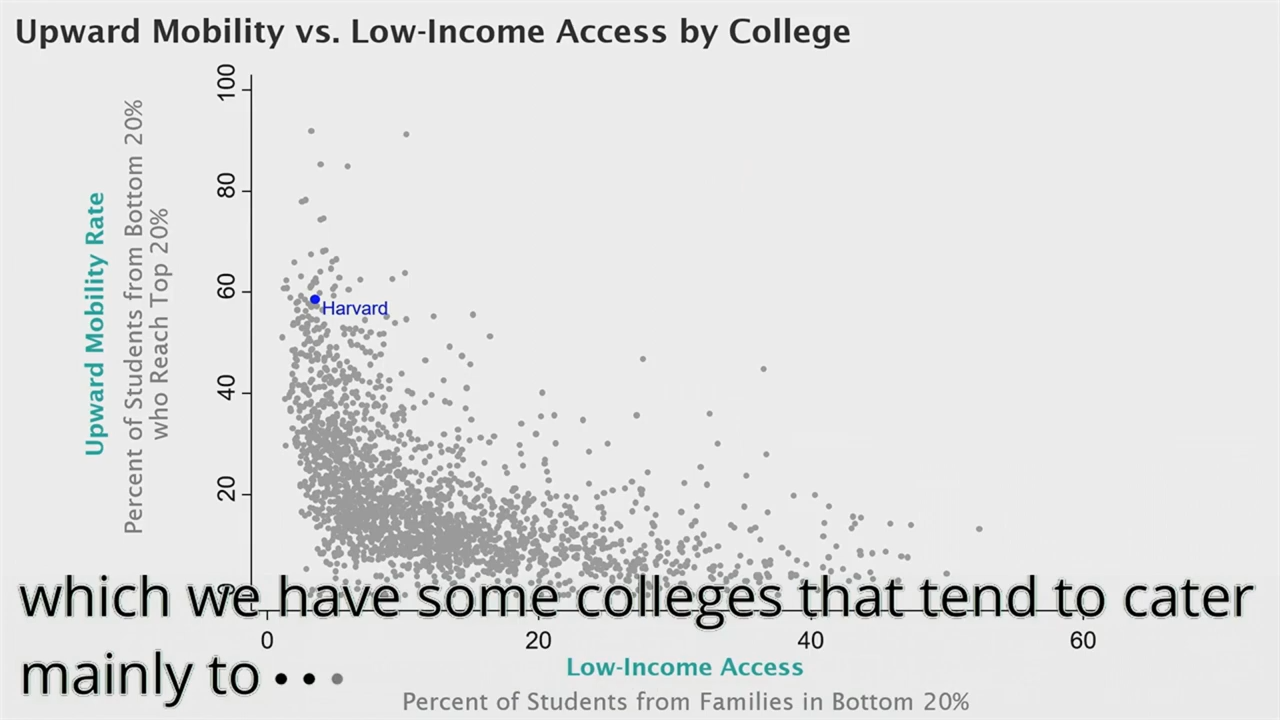 Upward Mobility vs. Low-Income Access by College
Upward Mobility Rate
Percent of Students from Bottom 20%
who Reach Top 20%
100
80
60
40
20
0
Harvard
which we have some colleges that tend to cater
mainly to •••
0 20 40 60
Low-Income Access
Percent of Students from Families in Bottom 20%